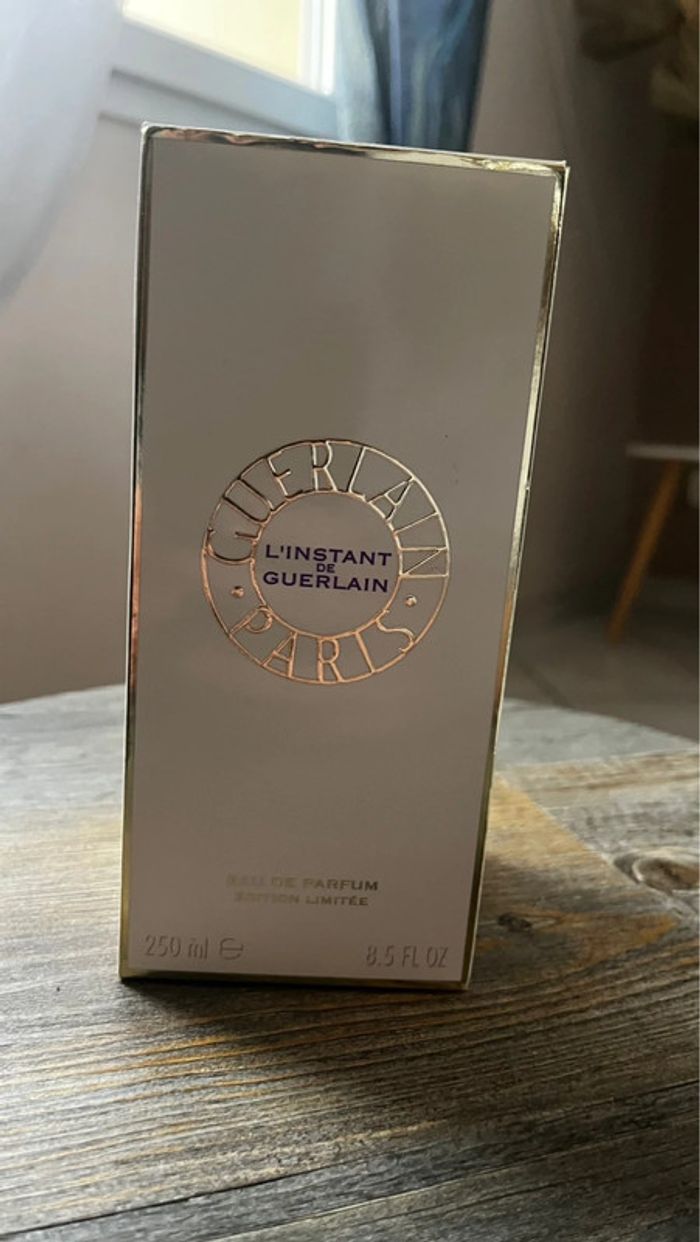 GUERLAIN
L'INSTANT
DE
GUERLAIN
PARIS
EAU DE PARFUM
ÉDITION LIMITÉE
250 ml ℮ 8.5 FL OZ